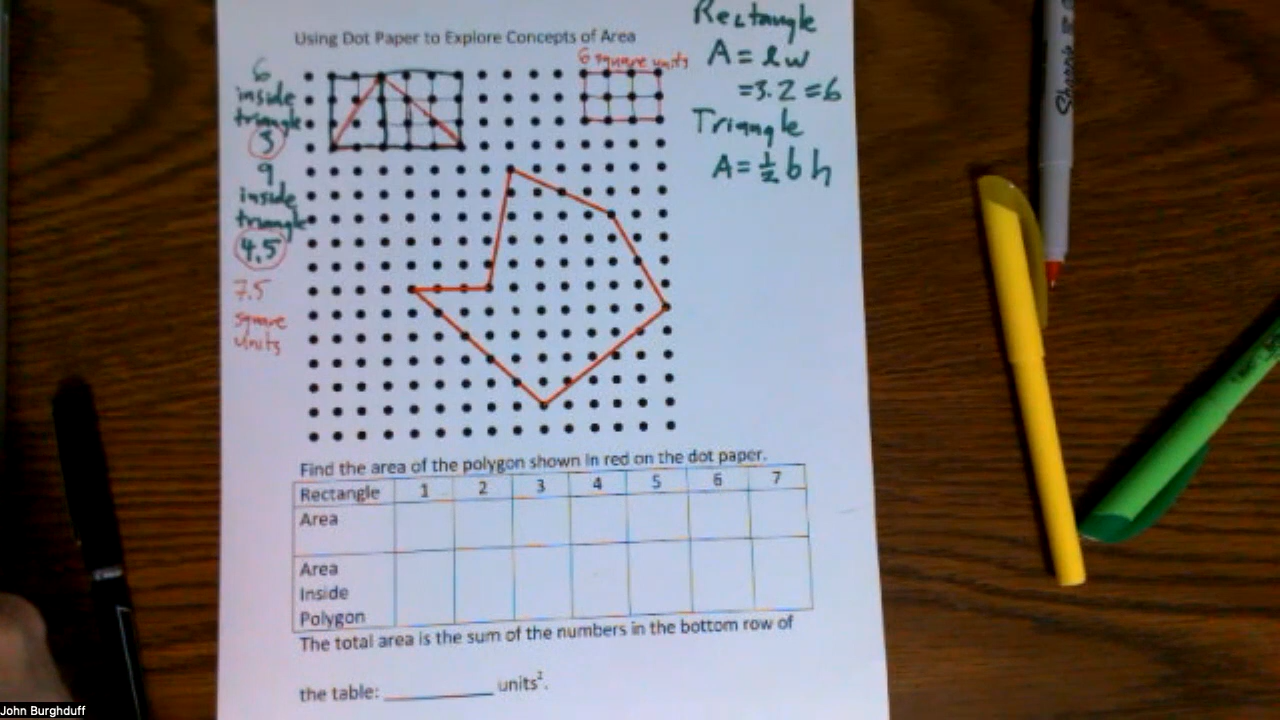 Using Dot Paper to Explore Concepts of Area
6
inside
triangle
3
9
inside
triangle
4.5
7.5
square
units
6 square units
Rectangle
A = l w
= 3 . 2 = 6
Triangle
A = 1/2 b h
Sharpie
Find the area of the polygon shown in red on the dot paper.
Rectangle 1 2 3 4 5 6 7
Area
Area
Inside
Polygon
The total area is the sum of the numbers in the bottom row of
the table: __________ units².
John Burghduff